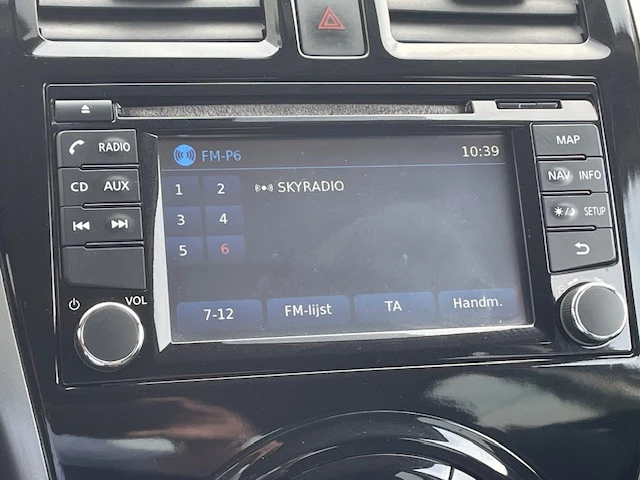 RADIO
CD AUX
VOL
FM-P6 10:39
1 2 SKYRADIO
3 4
5 6
7-12 FM-lijst TA Handm.
MAP
NAV INFO
SETUP